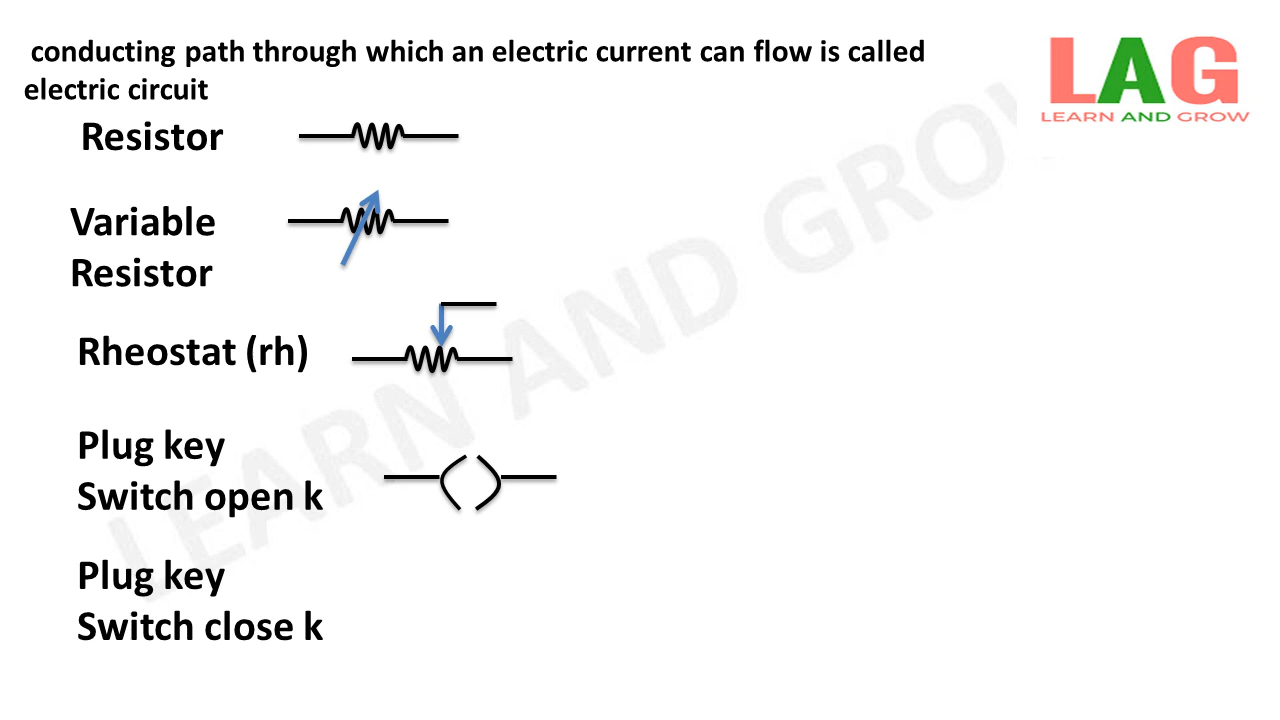 conducting path through which an electric current can flow is called
electric circuit
LAG
LEARN AND GROW
Resistor
Variable
Resistor
Rheostat (rh)
Plug key
Switch open k
Plug key
Switch close k
LEARN AND GROW